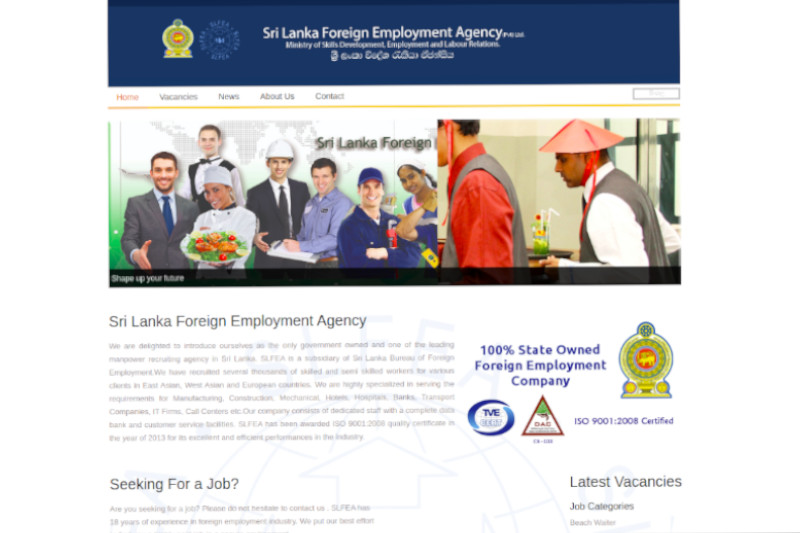 Sri Lanka Foreign Employment Agency (Pvt) Ltd.
Ministry of Skills Development, Employment and Labour Relations.
ශ්‍රී ලංකා විදේශ රැකියා ඒජන්සිය
Home Vacancies News About Us Contact
Sri Lanka Foreign
Shape up your future
Sri Lanka Foreign Employment Agency
We are delighted to introduce ourselves as the only government owned and one of the leading
manpower recruiting agency in Sri Lanka. SLFEA is a subsidiary of Sri Lanka Bureau of Foreign
Employment.We have recruited several thousands of skilled and semi skilled workers for various
clients in East Asian, West Asian and European countries. We are highly specialized in serving the
requirements for Manufacturing, Construction, Mechanical, Hotels, Hospitals, Banks, Transport
Companies, IT Firms, Call Centers etc.Our company consists of dedicated staff with a complete data
bank and customer service facilities. SLFEA has been awarded ISO 9001:2008 quality certificate in
the year of 2013 for its excellent and efficient performances in the Industry.
100% State Owned
Foreign Employment
Company
TVE
CERT
DAC
ISO 9001:2008 Certified
Seeking For a Job?
Are you seeking for a job? Please do not hesitate to contact us . SLFEA has
18 years of experience in foreign employment industry. We put our best effort
Latest Vacancies
Job Categories
Beach Waiter